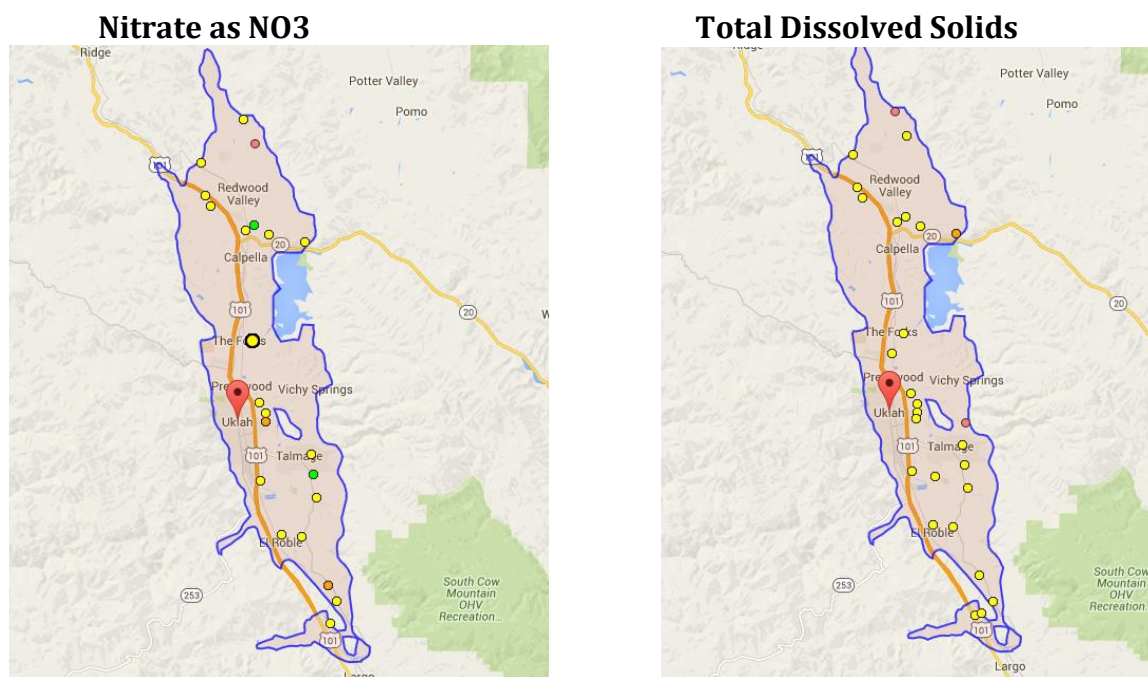 Nitrate as NO3
Total Dissolved Solids
Ridge
Potter Valley
Pomo
101
Redwood
Valley
20
Calpella
101
20
The Forks
Vichy Springs
Ukiah
101
Talmage
El Roble
South Cow
Mountain
OHV
Recreation...
253
101
Largo
Potter Valley
Pomo
101
Redwood
Valley
20
Calpella
101
20
The Forks
Vichy Springs
Ukiah
101
Talmage
El Roble
South Cow
Mountain
OHV
Recreation...
253
101
Largo